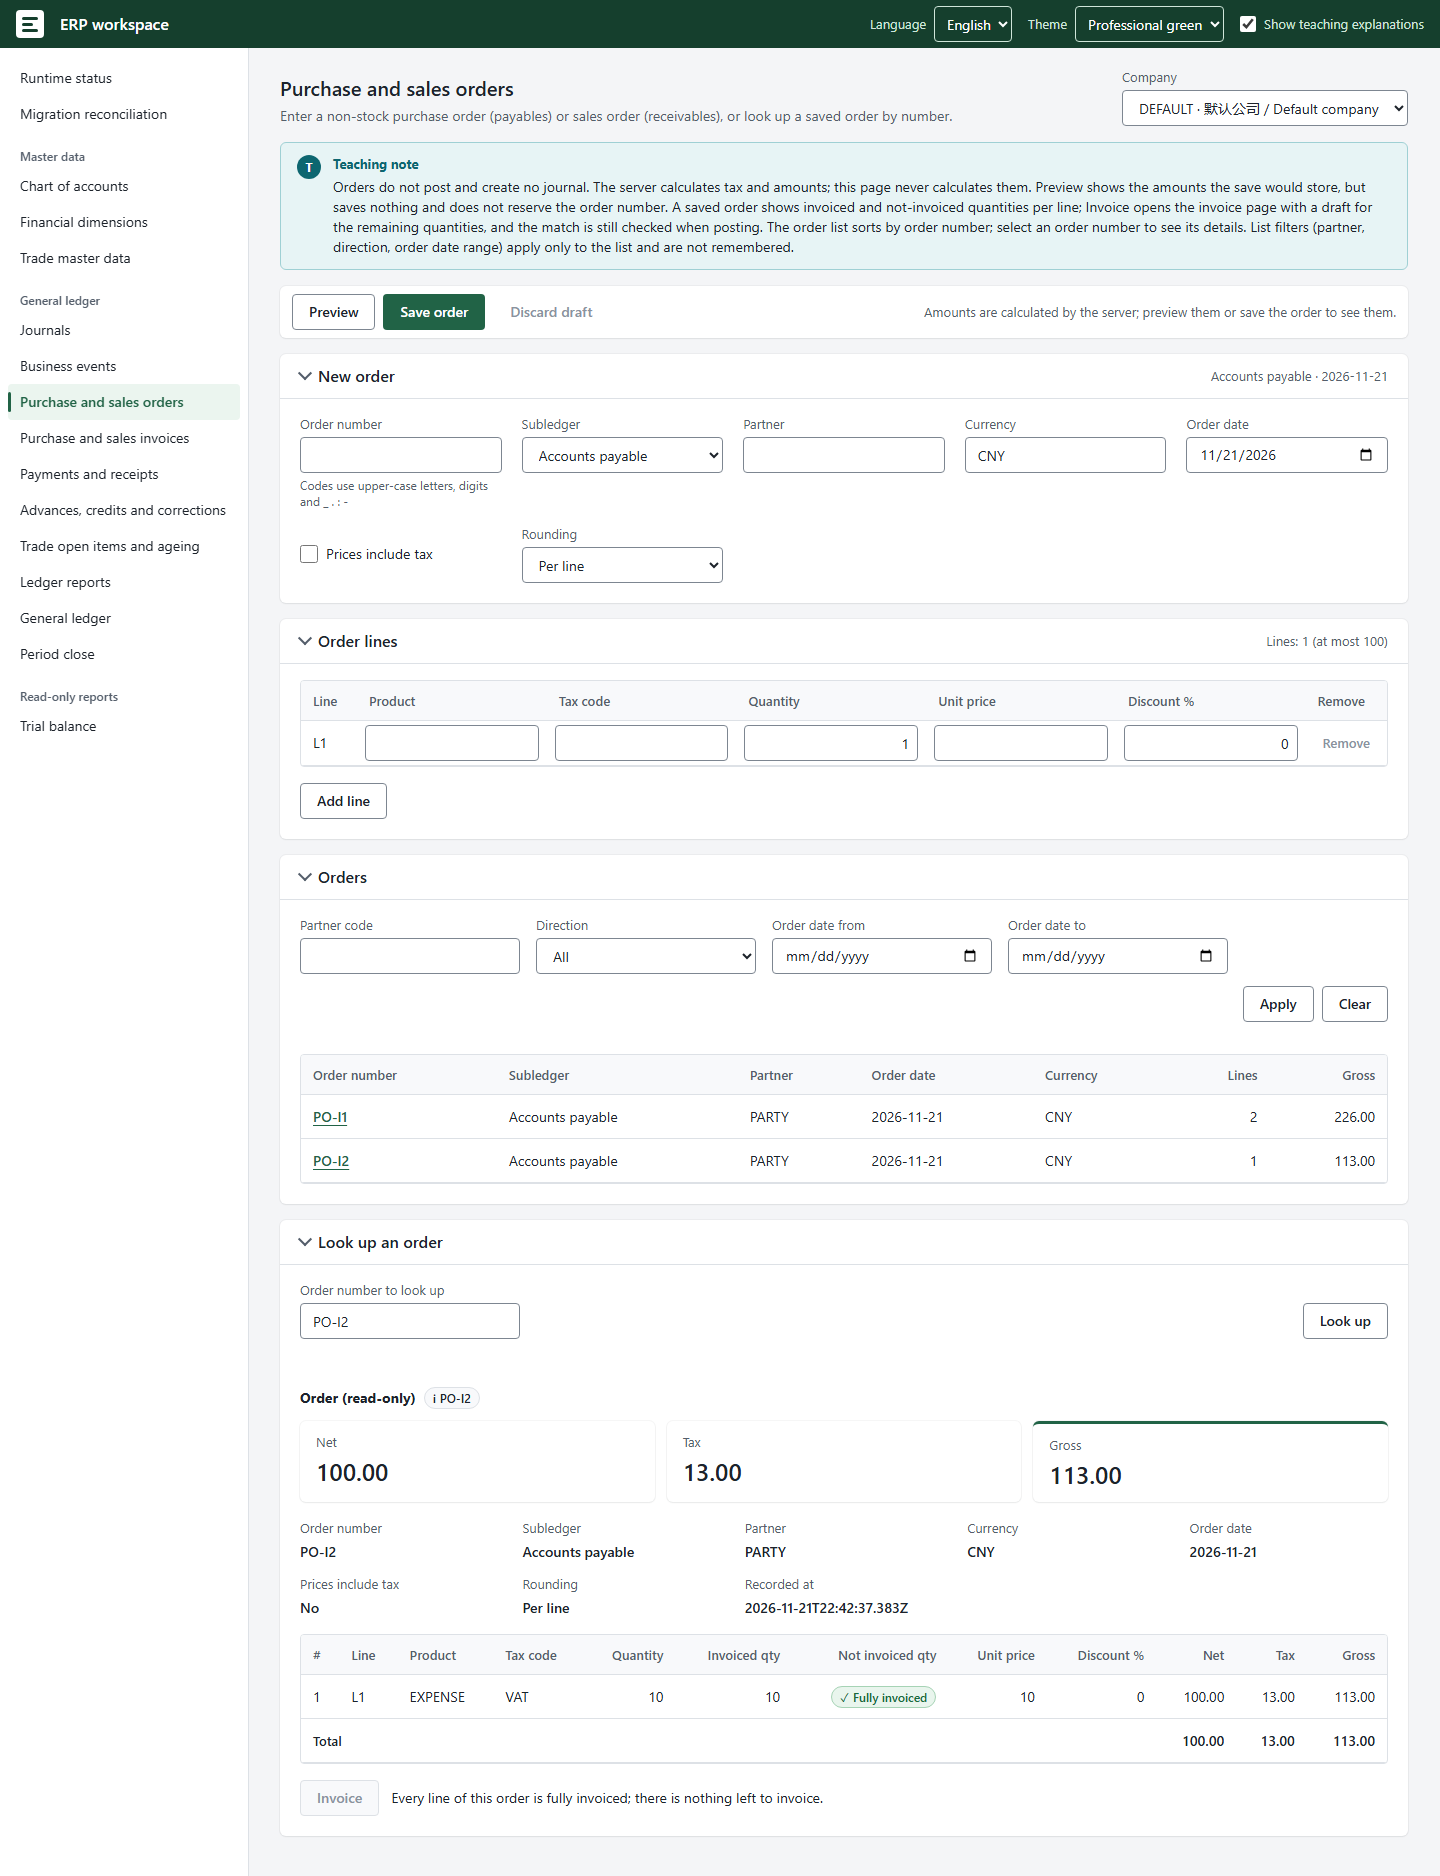 ERP workspace
Language English Theme Professional green Show teaching explanations
Runtime status
Migration reconciliation
Master data
Chart of accounts
Financial dimensions
Trade master data
General ledger
Journals
Business events
Purchase and sales orders
Purchase and sales invoices
Payments and receipts
Advances, credits and corrections
Trade open items and ageing
Ledger reports
General ledger
Period close
Read-only reports
Trial balance
Purchase and sales orders
Enter a non-stock purchase order (payables) or sales order (receivables), or look up a saved order by number.
Company
DEFAULT · 默认公司 / Default company
T Teaching note
Orders do not post and create no journal. The server calculates tax and amounts; this page never calculates them. Preview shows the amounts the save would store, but
saves nothing and does not reserve the order number. A saved order shows invoiced and not-invoiced quantities per line; Invoice opens the invoice page with a draft for
the remaining quantities, and the match is still checked when posting. The order list sorts by order number; select an order number to see its details. List filters (partner,
direction, order date range) apply only to the list and are not remembered.
Preview Save order Discard draft Amounts are calculated by the server; preview them or save the order to see them.
New order Accounts payable · 2026-11-21
Order number Subledger Partner Currency Order date
Accounts payable CNY 11/21/2026
Codes use upper-case letters, digits
and _ . : -
Prices include tax
Rounding
Per line
Order lines Lines: 1 (at most 100)
Line Product Tax code Quantity Unit price Discount % Remove
L1 1 0 Remove
Add line
Orders
Partner code Direction Order date from Order date to
All mm/dd/yyyy mm/dd/yyyy
Apply Clear
Order number Subledger Partner Order date Currency Lines Gross
PO-I1 Accounts payable PARTY 2026-11-21 CNY 2 226.00
PO-I2 Accounts payable PARTY 2026-11-21 CNY 1 113.00
Look up an order
Order number to look up
PO-I2 Look up
Order (read-only) i PO-I2
Net Tax Gross
100.00 13.00 113.00
Order number Subledger Partner Currency Order date
PO-I2 Accounts payable PARTY CNY 2026-11-21
Prices include tax Rounding Recorded at
No Per line 2026-11-21T22:42:37.383Z
# Line Product Tax code Quantity Invoiced qty Not invoiced qty Unit price Discount % Net Tax Gross
1 L1 EXPENSE VAT 10 10 ✓ Fully invoiced 10 0 100.00 13.00 113.00
Total 100.00 13.00 113.00
Invoice Every line of this order is fully invoiced; there is nothing left to invoice.